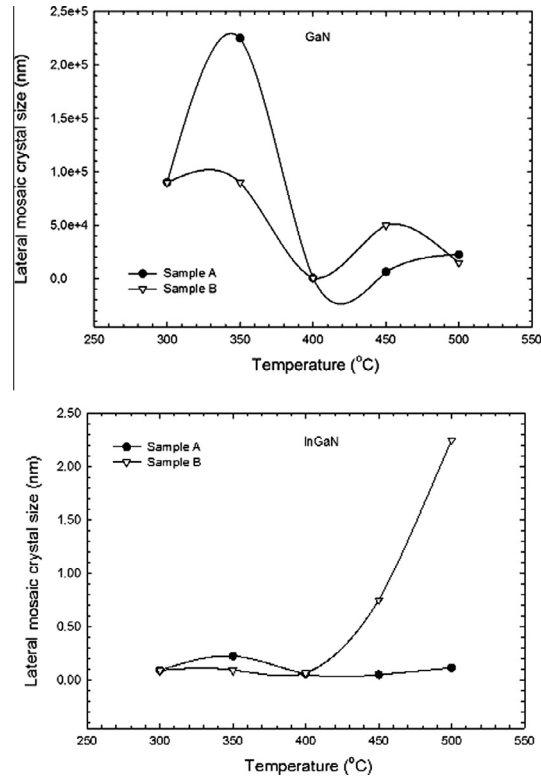 GaN
Lateral mosaic crystal size (nm)
2,5e+5
2,0e+5
1,5e+5
1,0e+5
5,0e+4
0,0
Sample A
Sample B
250 300 350 400 450 500 550
Temperature (°C)
InGaN
Lateral mosaic crystal size (nm)
2.50
2.00
1.50
1.00
0.50
0.00
Sample A
Sample B
250 300 350 400 450 500 550
Temperature (°C)